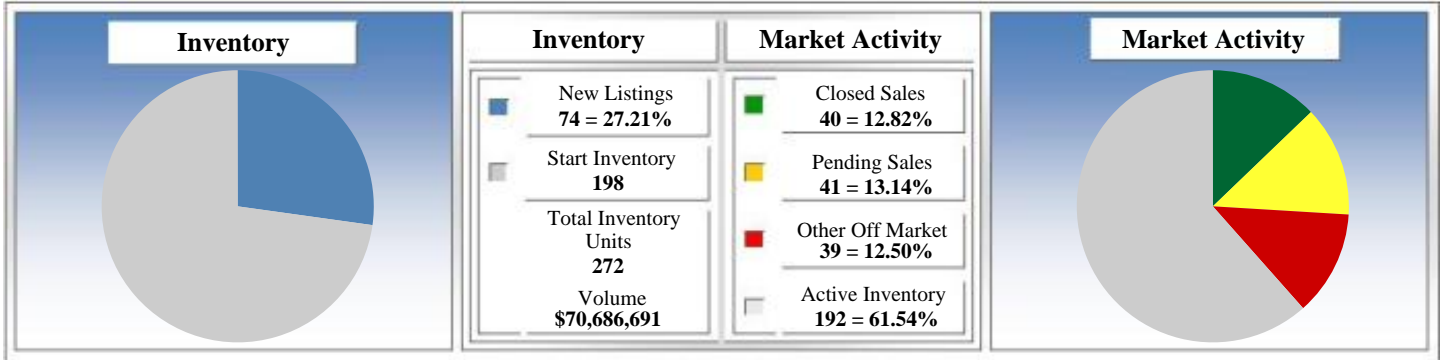 Inventory
Inventory
Market Activity
Market Activity
New Listings
74 = 27.21%
Start Inventory
198
Total Inventory
Units
272
Volume
$70,686,691
Closed Sales
40 = 12.82%
Pending Sales
41 = 13.14%
Other Off Market
39 = 12.50%
Active Inventory
192 = 61.54%